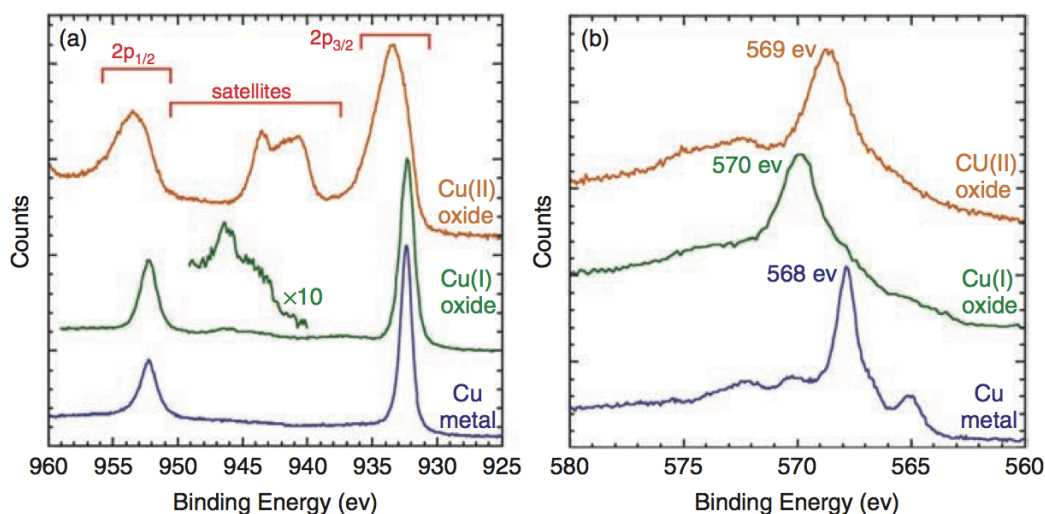 (a)
2p1/2
2p3/2
satellites
Cu(II)
oxide
Cu(I)
oxide
×10
Cu
metal
Counts
960 955 950 945 940 935 930 925
Binding Energy (ev)
(b)
569 ev
CU(II)
oxide
570 ev
Cu(I)
oxide
568 ev
Cu
metal
Counts
580 575 570 565 560
Binding Energy (ev)